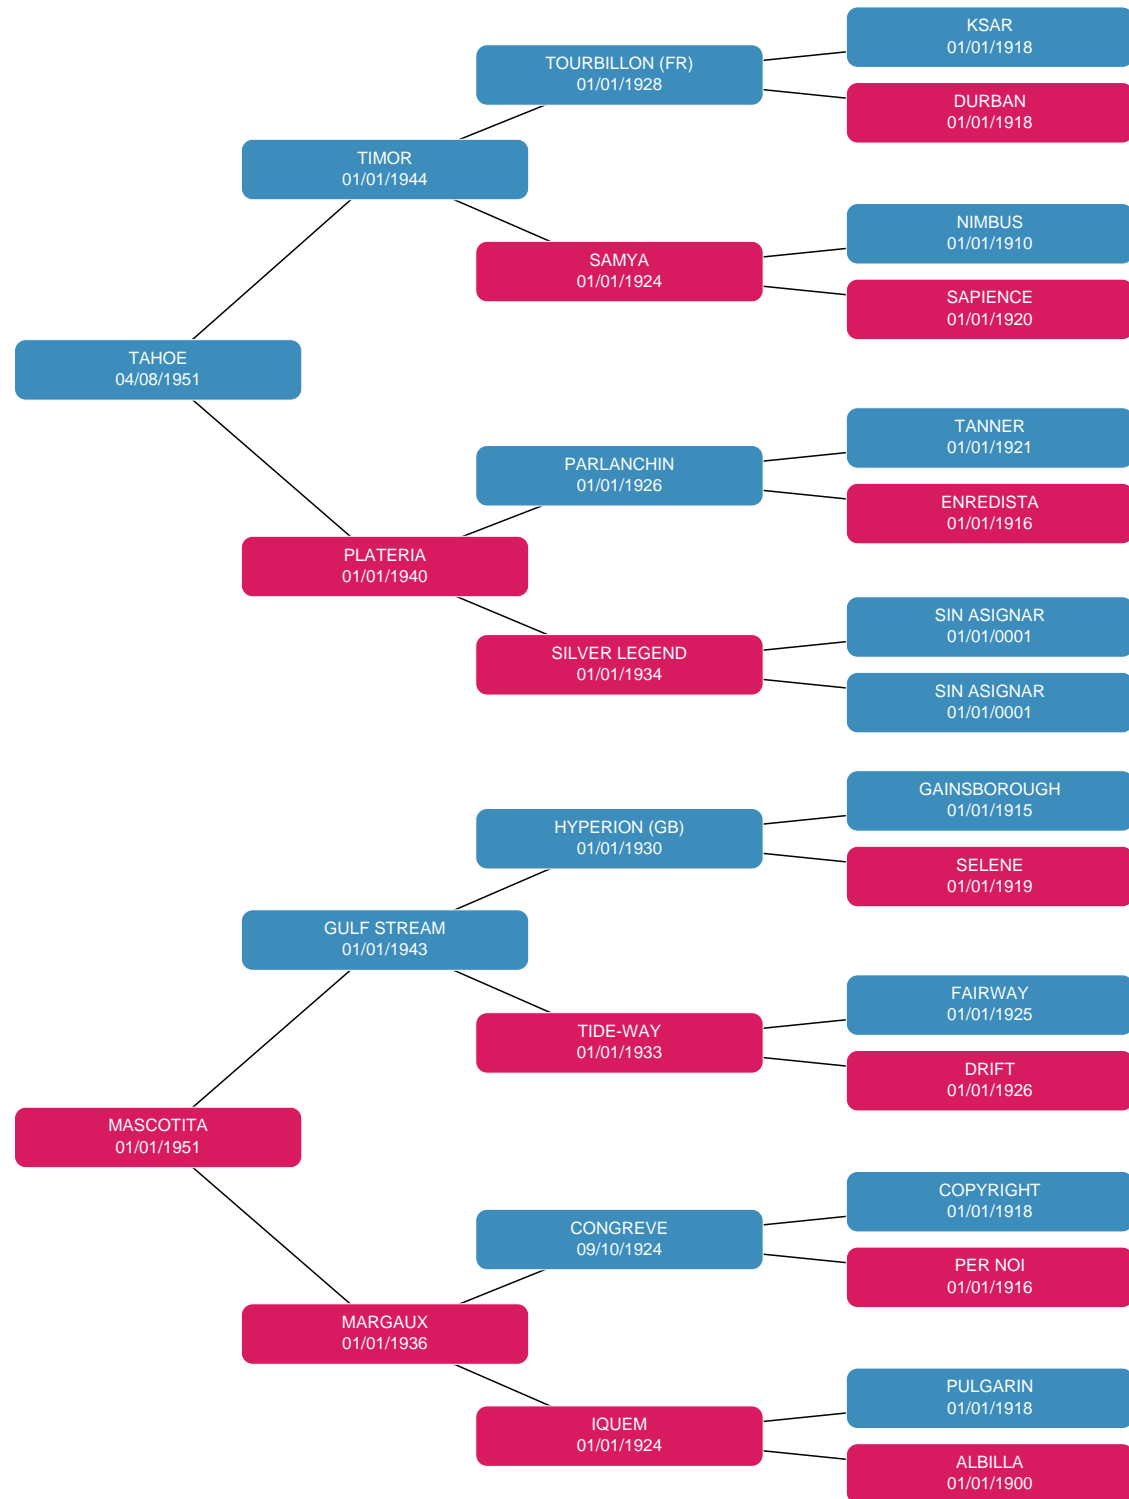 KSAR
01/01/1918
TOURBILLON (FR)
01/01/1928
DURBAN
01/01/1918
TIMOR
01/01/1944
NIMBUS
01/01/1910
SAMYA
01/01/1924
SAPIENCE
01/01/1920
TAHOE
04/08/1951
TANNER
01/01/1921
PARLANCHIN
01/01/1926
ENREDISTA
01/01/1916
PLATERIA
01/01/1940
SIN ASIGNAR
01/01/0001
SILVER LEGEND
01/01/1934
SIN ASIGNAR
01/01/0001
GAINSBOROUGH
01/01/1915
HYPERION (GB)
01/01/1930
SELENE
01/01/1919
GULF STREAM
01/01/1943
FAIRWAY
01/01/1925
TIDE-WAY
01/01/1933
DRIFT
01/01/1926
MASCOTITA
01/01/1951
COPYRIGHT
01/01/1918
CONGREVE
09/10/1924
PER NOI
01/01/1916
MARGAUX
01/01/1936
PULGARIN
01/01/1918
IQUEM
01/01/1924
ALBILLA
01/01/1900